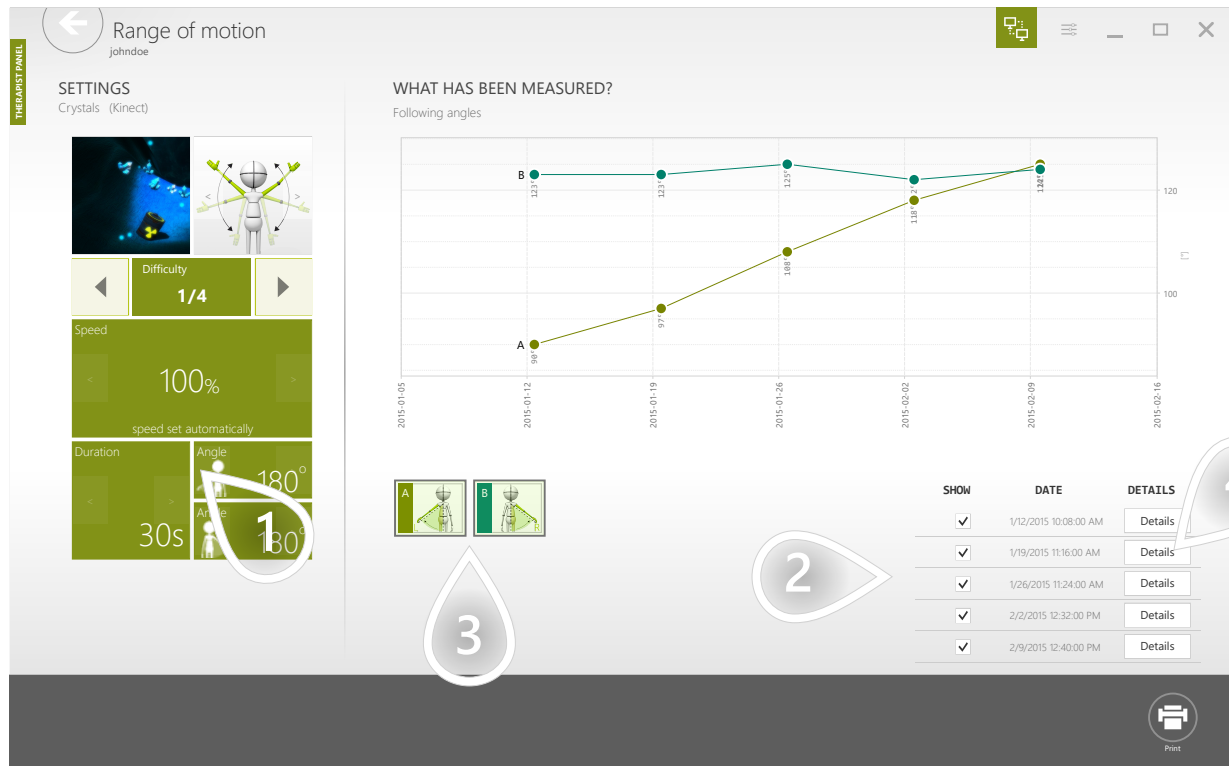 Range of motion
johndoe
THERAPIST PANEL
SETTINGS
Crystals (Kinect)
WHAT HAS BEEN MEASURED?
Following angles
Difficulty
1/4
Speed
<
100%
>
speed set automatically
Duration
<
>
30s
Angle
180°
Angle
180°
1
B
123°
123°
125°
A
90°
97°
108°
118°
120
100
[°]
2015-01-05
2015-01-12
2015-01-19
2015-01-26
2015-02-02
2015-02-09
2015-02-16
A
B
3
2
SHOW DATE DETAILS
1/12/2015 10:08:00 AM Details
1/19/2015 11:16:00 AM Details
1/26/2015 11:24:00 AM Details
2/2/2015 12:32:00 PM Details
2/9/2015 12:40:00 PM Details
Print